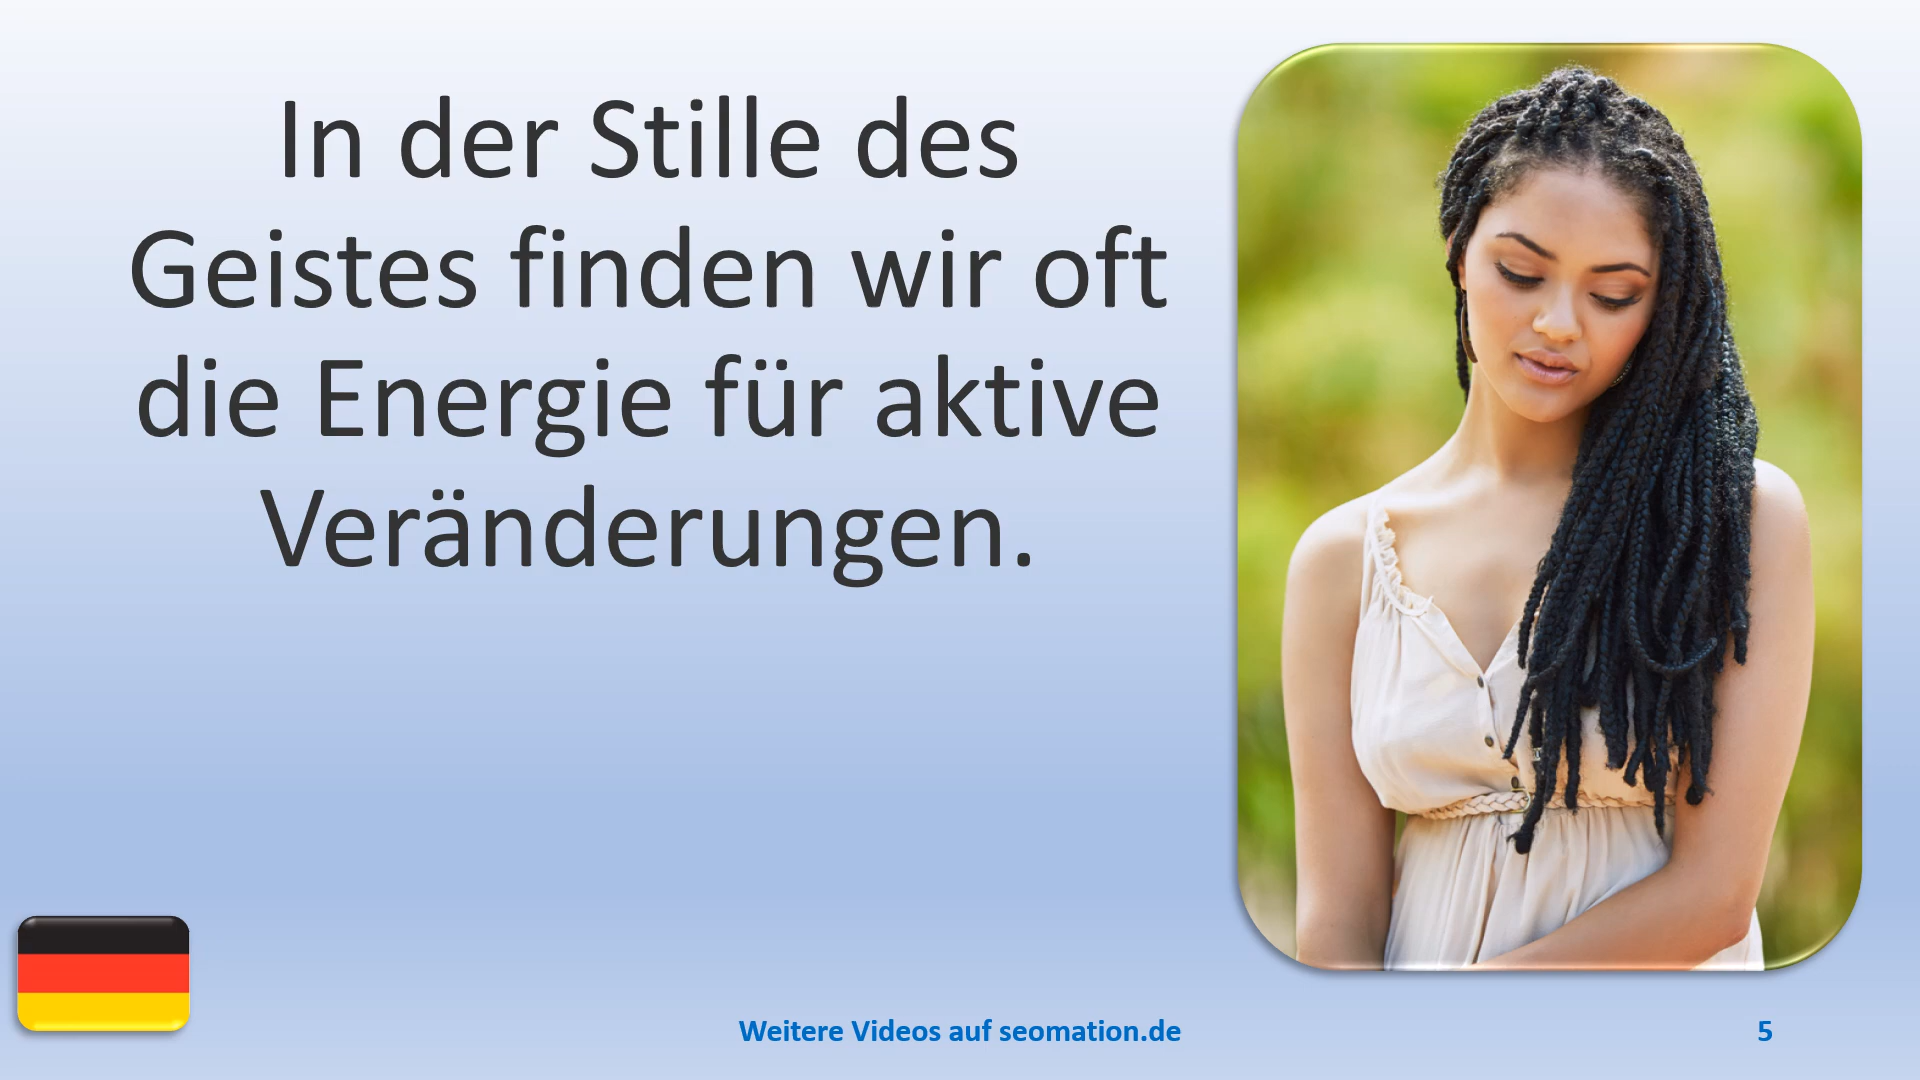 In der Stille des
Geistes finden wir oft
die Energie für aktive
Veränderungen.
Weitere Videos auf seomation.de
5